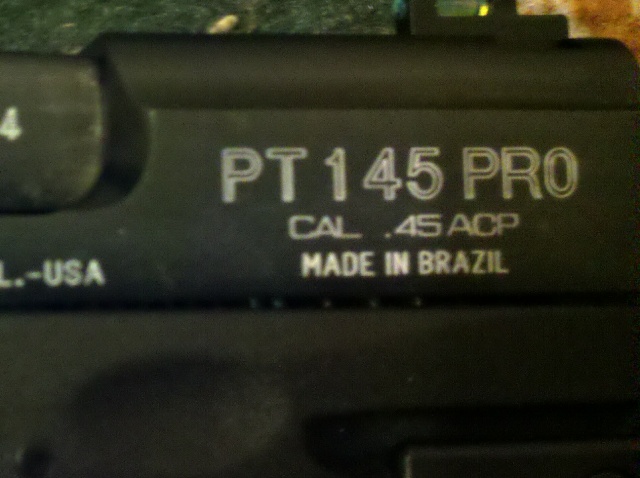 4
PT 145 PRO
CAL .45 ACP
MADE IN BRAZIL
L.-USA